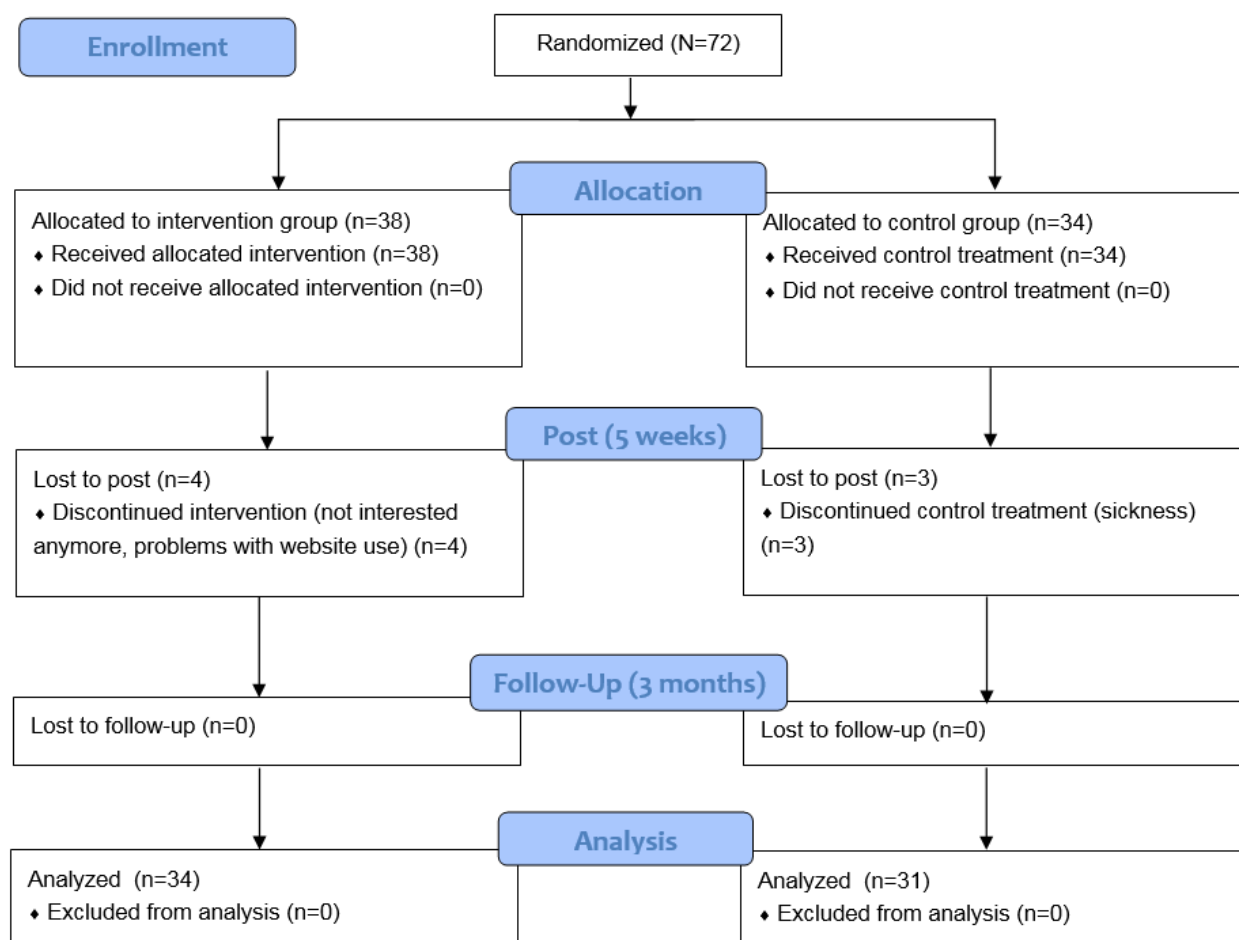 Enrollment
Randomized (N=72)
Allocation
Allocated to intervention group (n=38)
♦ Received allocated intervention (n=38)
♦ Did not receive allocated intervention (n=0)
Allocated to control group (n=34)
♦ Received control treatment (n=34)
♦ Did not receive control treatment (n=0)
Post (5 weeks)
Lost to post (n=4)
♦ Discontinued intervention (not interested
anymore, problems with website use) (n=4)
Lost to post (n=3)
♦ Discontinued control treatment (sickness)
(n=3)
Follow-Up (3 months)
Lost to follow-up (n=0)
Lost to follow-up (n=0)
Analysis
Analyzed (n=34)
♦ Excluded from analysis (n=0)
Analyzed (n=31)
♦ Excluded from analysis (n=0)